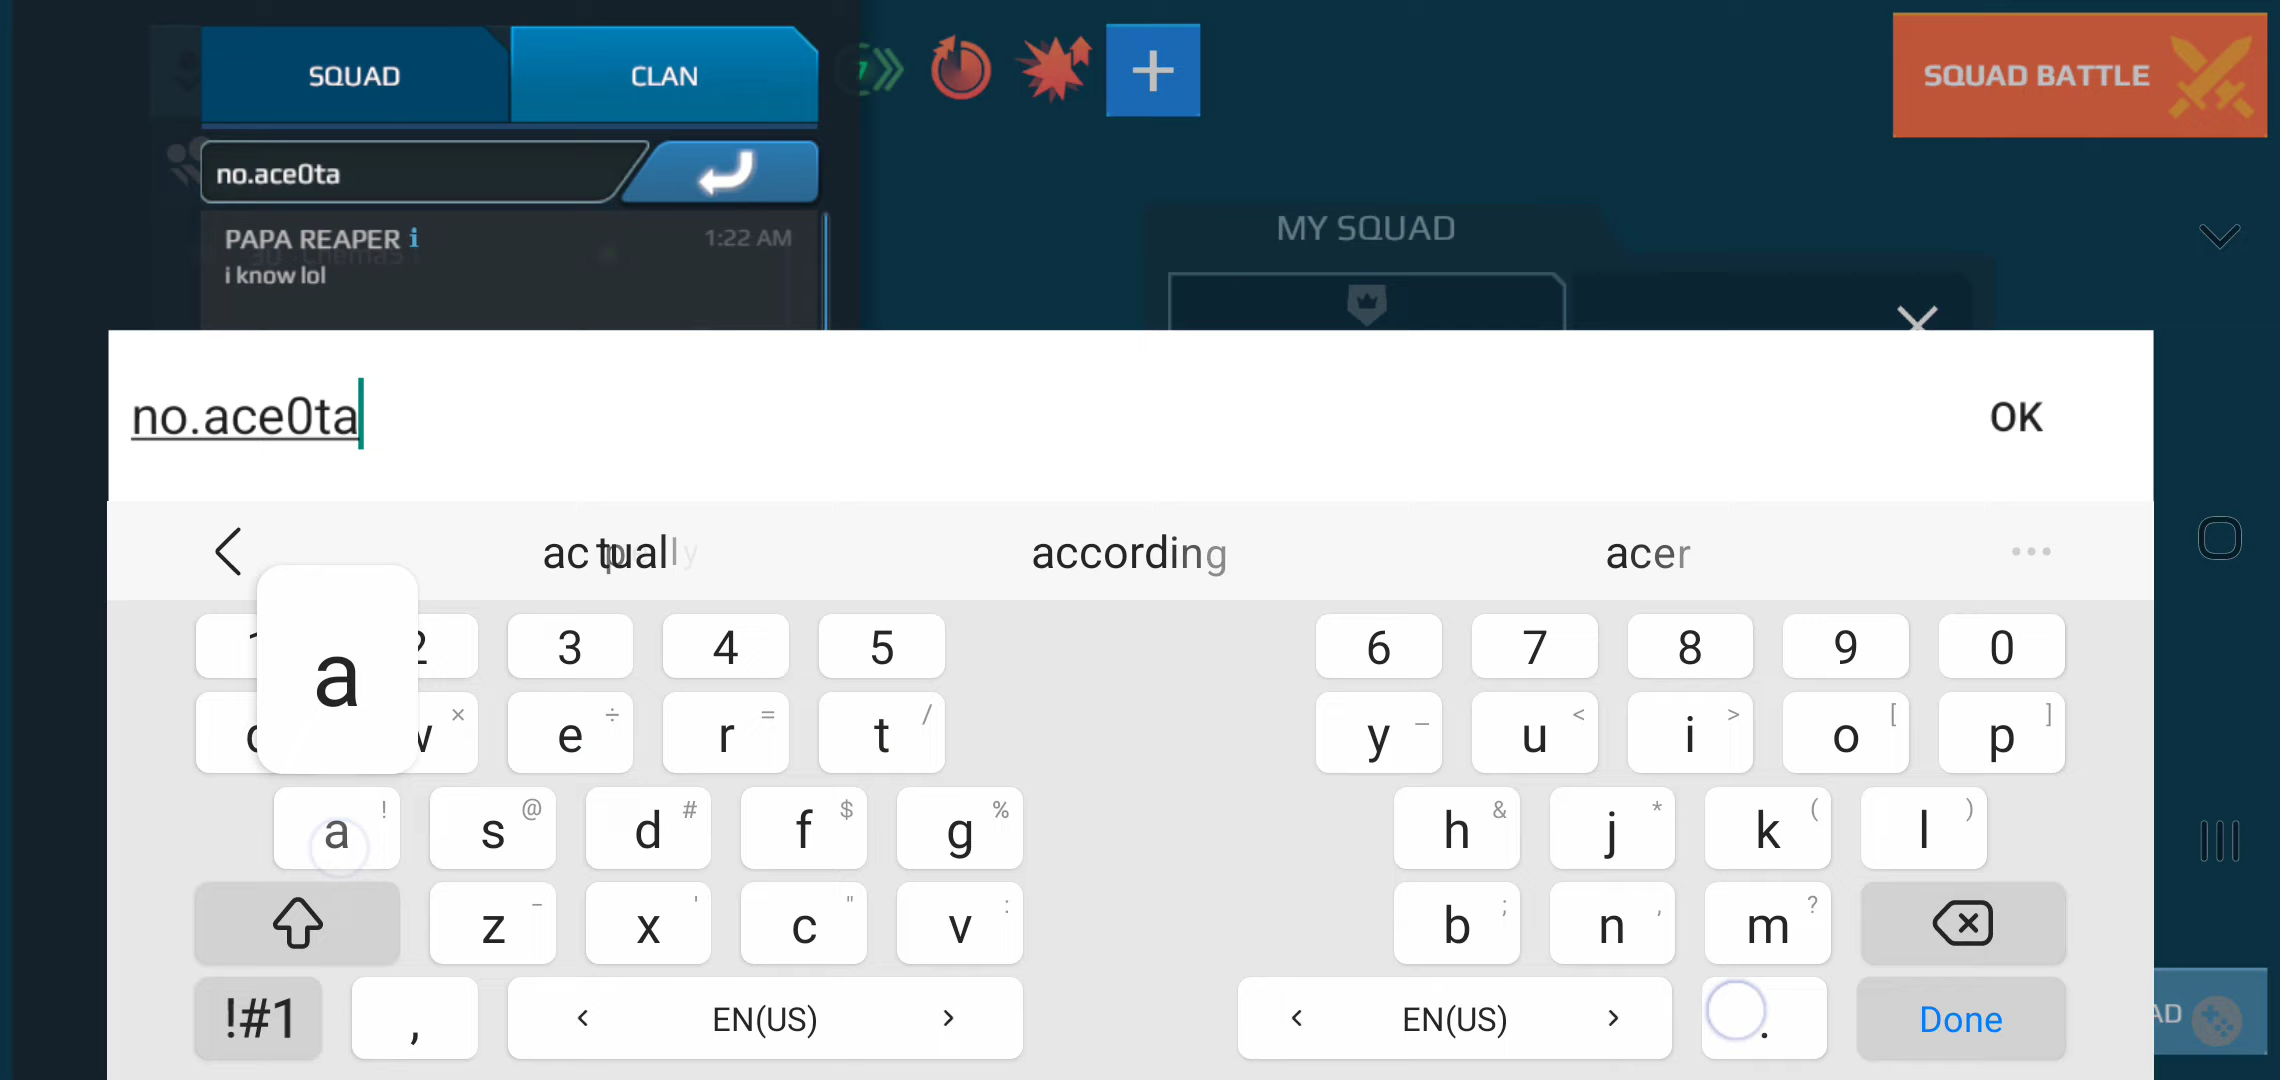 SQUAD
CLAN
SQUAD BATTLE
no.ace0ta
PAPA REAPER i
1:22 AM
i know lol
MY SQUAD
no.ace0ta
OK
according
acer
a
3 4 5 6 7 8 9 0
e ÷ r = t / y _ u < i > o [ p ]
a ! s @ d # f $ g % h & j * k ( l )
z - x ' c " v : b ; n , m ?
!#1 , < EN(US) > < EN(US) > . Done